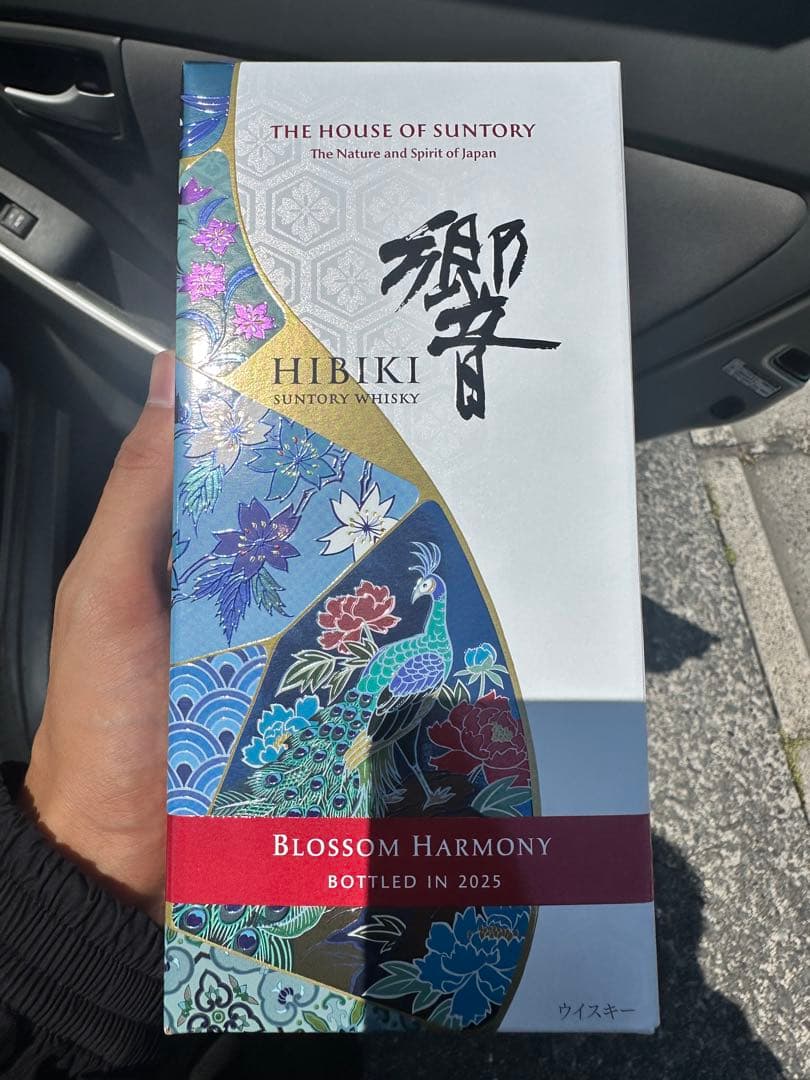 THE HOUSE OF SUNTORY
The Nature and Spirit of Japan
響
HIBIKI
SUNTORY WHISKY
BLOSSOM HARMONY
BOTTLED IN 2025
ウイスキー